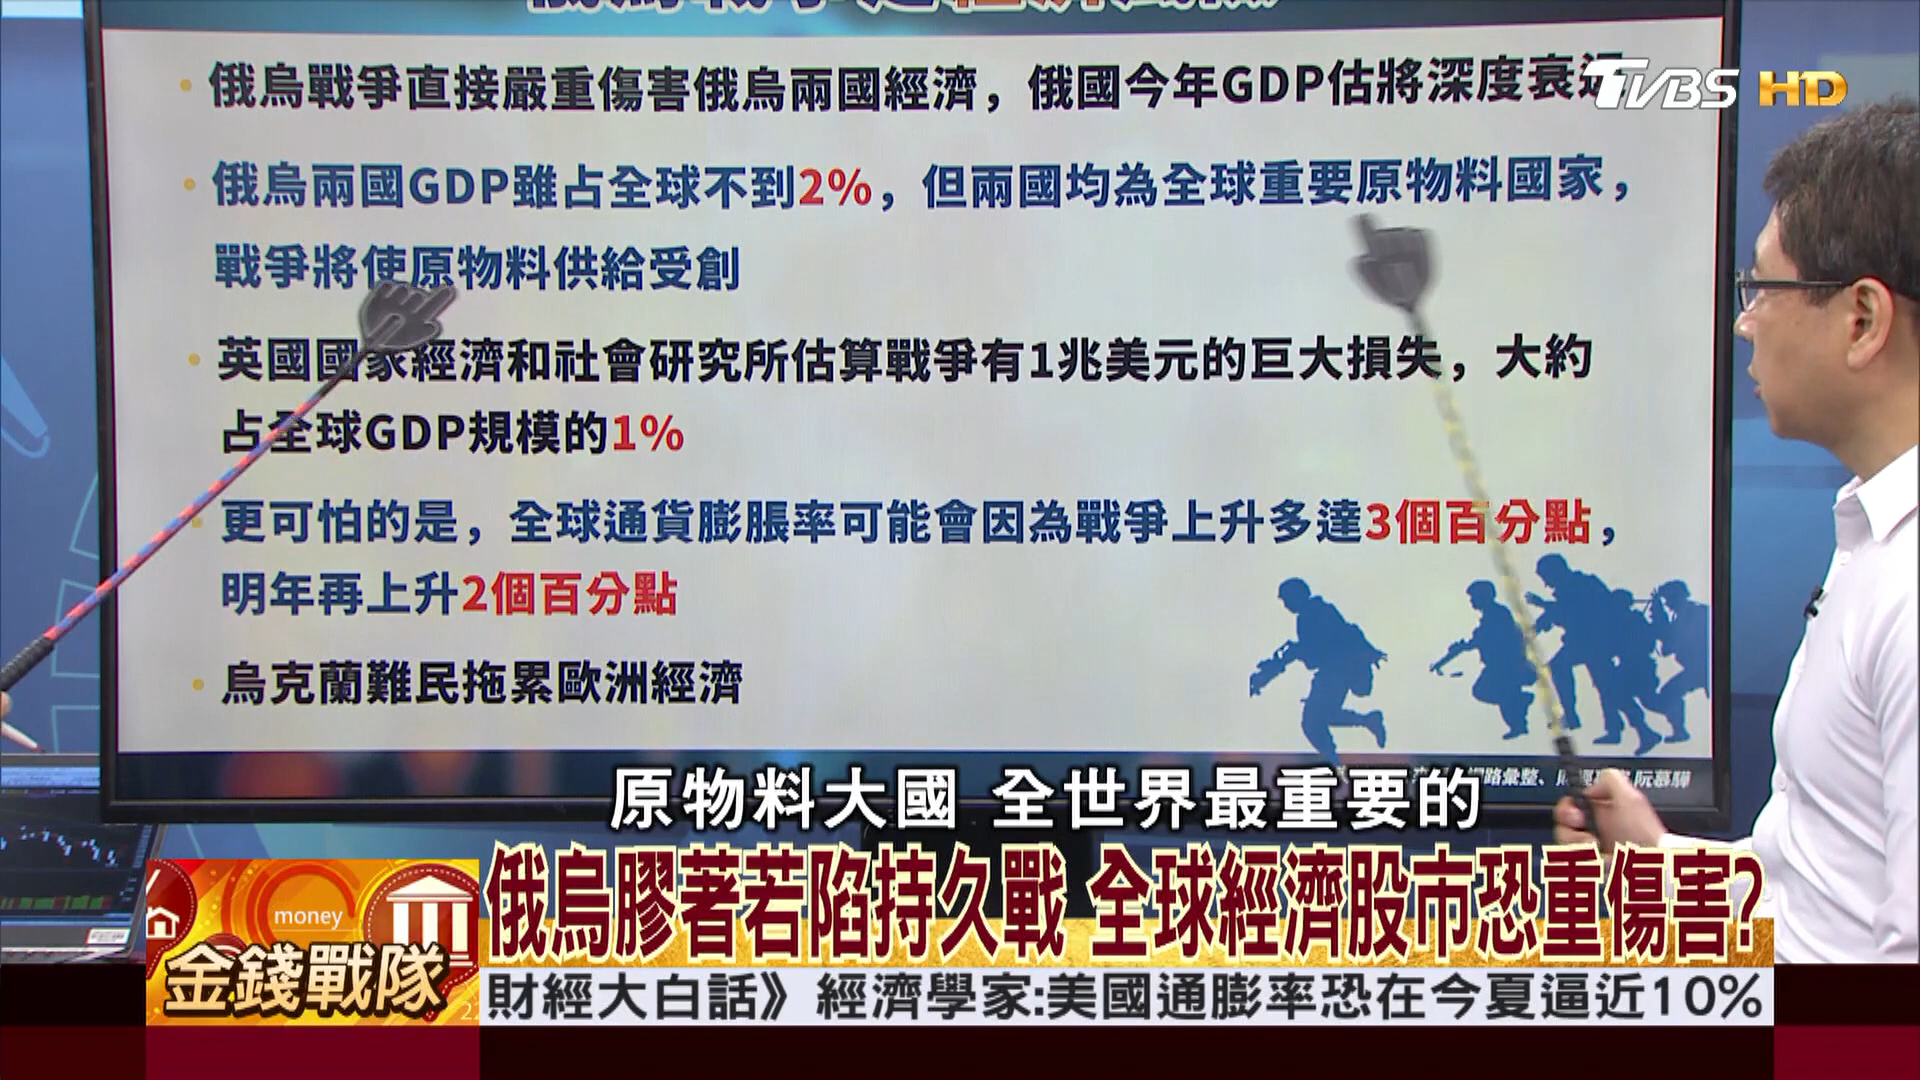 俄烏戰爭直接嚴重傷害俄烏兩國經濟，俄國今年GDP估將深度衰
TVBS HD
俄烏兩國GDP雖占全球不到2%，但兩國均為全球重要原物料國家，
戰爭將使原物料供給受創
英國國家經濟和社會研究所估算戰爭有1兆美元的巨大損失，大約
占全球GDP規模的1%
更可怕的是，全球通貨膨脹率可能會因為戰爭上升多達3個百分點，
明年再上升2個百分點
烏克蘭難民拖累歐洲經濟
網路彙整、
阮慕驊
原物料大國 全世界最重要的
money
金錢戰隊
俄烏膠著若陷持久戰 全球經濟股市恐重傷害?
財經大白話》經濟學家:美國通膨率恐在今夏逼近10%